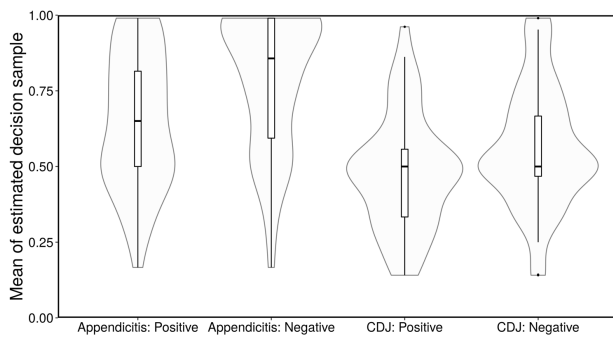 Mean of estimated decision sample
1.00
0.75
0.50
0.25
0.00
Appendicitis: Positive Appendicitis: Negative CDJ: Positive CDJ: Negative